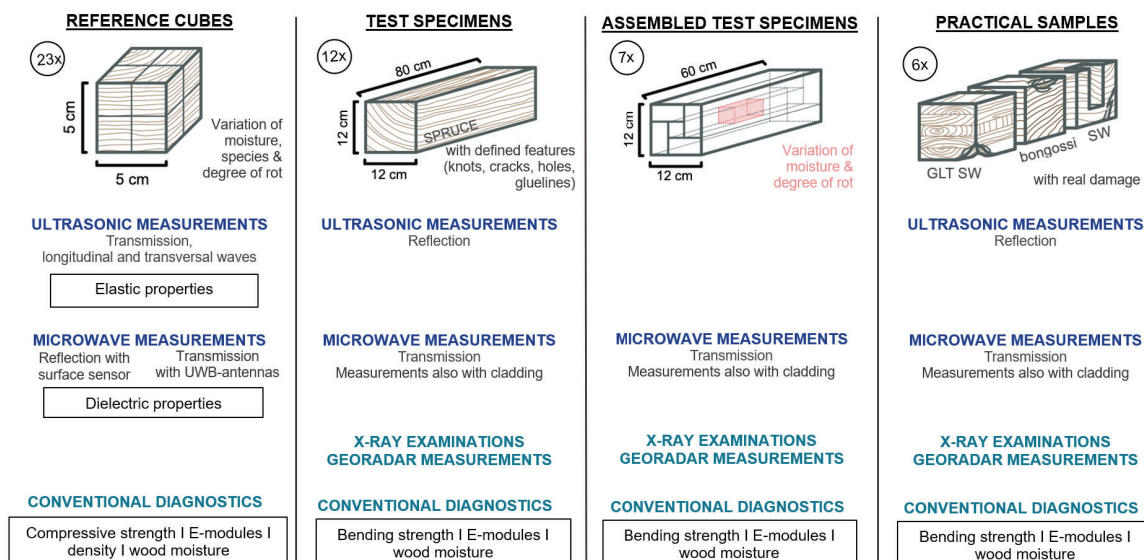 REFERENCE CUBES
23x
5 cm
5 cm
Variation of
moisture,
species &
degree of rot
ULTRASONIC MEASUREMENTS
Transmission,
longitudinal and transversal waves
Elastic properties
MICROWAVE MEASUREMENTS
Reflection with
surface sensor
Transmission
with UWB-antennas
Dielectric properties
CONVENTIONAL DIAGNOSTICS
Compressive strength I E-modules I
density I wood moisture
TEST SPECIMENS
12x
80 cm
12 cm
12 cm
SPRUCE
with defined features
(knots, cracks, holes,
gluelines)
ULTRASONIC MEASUREMENTS
Reflection
MICROWAVE MEASUREMENTS
Transmission
Measurements also with cladding
X-RAY EXAMINATIONS
GEORADAR MEASUREMENTS
CONVENTIONAL DIAGNOSTICS
Bending strength I E-modules I
wood moisture
ASSEMBLED TEST SPECIMENS
7x
60 cm
12 cm
12 cm
Variation of
moisture &
degree of rot
MICROWAVE MEASUREMENTS
Transmission
Measurements also with cladding
X-RAY EXAMINATIONS
GEORADAR MEASUREMENTS
CONVENTIONAL DIAGNOSTICS
Bending strength I E-modules I
wood moisture
PRACTICAL SAMPLES
6x
GLT SW
bongossi
SW
with real damage
ULTRASONIC MEASUREMENTS
Reflection
MICROWAVE MEASUREMENTS
Transmission
Measurements also with cladding
X-RAY EXAMINATIONS
GEORADAR MEASUREMENTS
CONVENTIONAL DIAGNOSTICS
Bending strength I E-modules I
wood moisture